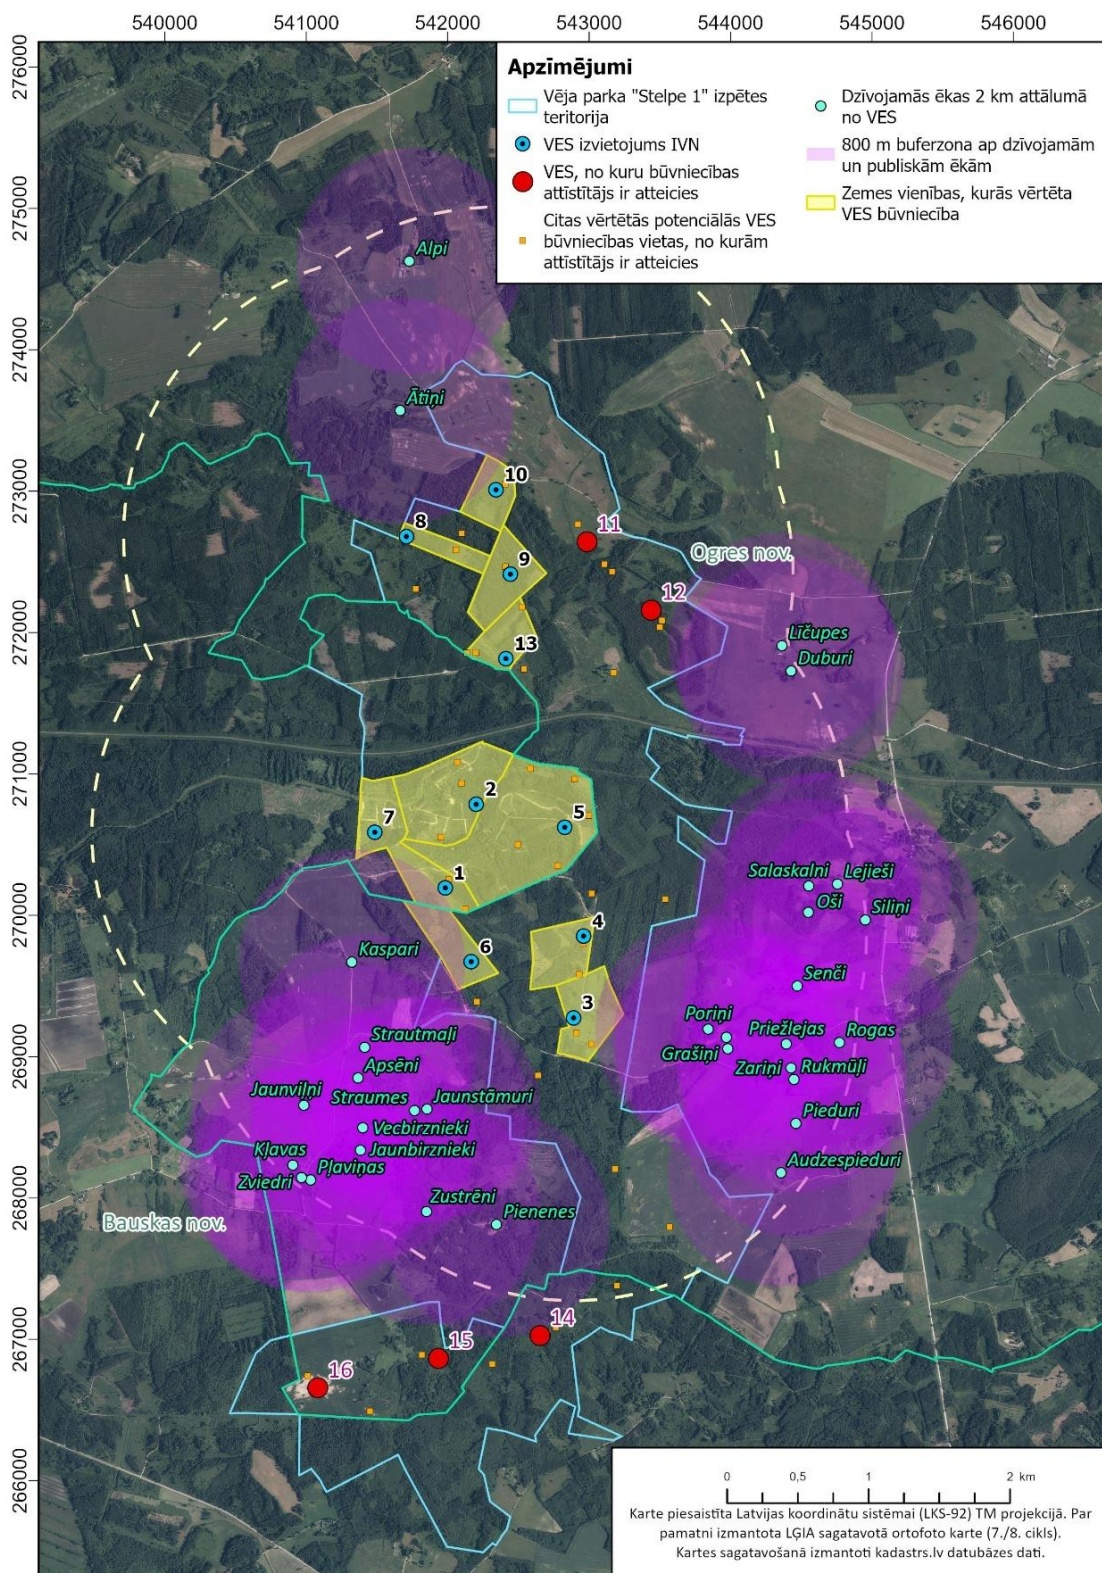 540000
541000
542000
543000
544000
545000
546000
276000
275000
274000
273000
272000
271000
270000
269000
268000
267000
266000
Apzīmējumi
Vēja parka "Stelpe 1" izpētes
teritorija
VES izvietojums IVN
VES, no kuru būvniecības
attīstītājs ir atteicies
Citas vērtētās potenciālās VES
būvniecības vietas, no kurām
attīstītājs ir atteicies
Dzīvojamās ēkas 2 km attālumā
no VES
800 m buferzona ap dzīvojamām
un publiskām ēkām
Zemes vienības, kurās vērtēta
VES būvniecība
Alpi
Ātiņi
10
8
11
Ogres nov.
9
12
13
Līčupes
Duburi
2
7
5
1
Salaskalni
Lejieši
Oši
Siliņi
4
Kaspari
6
Senči
3
Poriņi
Priežlejas
Rogas
Grašiņi
Zariņi
Rukmūļi
Strautmaļi
Apsēni
Jaunviļņi
Straumes
Jaunstāmuri
Pieduri
Vecbirznieki
Kļavas
Jaunbirznieki
Zviedri
Pļaviņas
Audzespieduri
Zustrēni
Pienenes
Bauskas nov.
14
15
16
0
0,5
1
2 km
Karte piesaistīta Latvijas koordinātu sistēmai (LKS-92) TM projekcijā. Par
pamatni izmantota LĢIA sagatavotā ortofoto karte (7./8. cikls).
Kartes sagatavošanā izmantoti kadastrs.lv datubāzes dati.